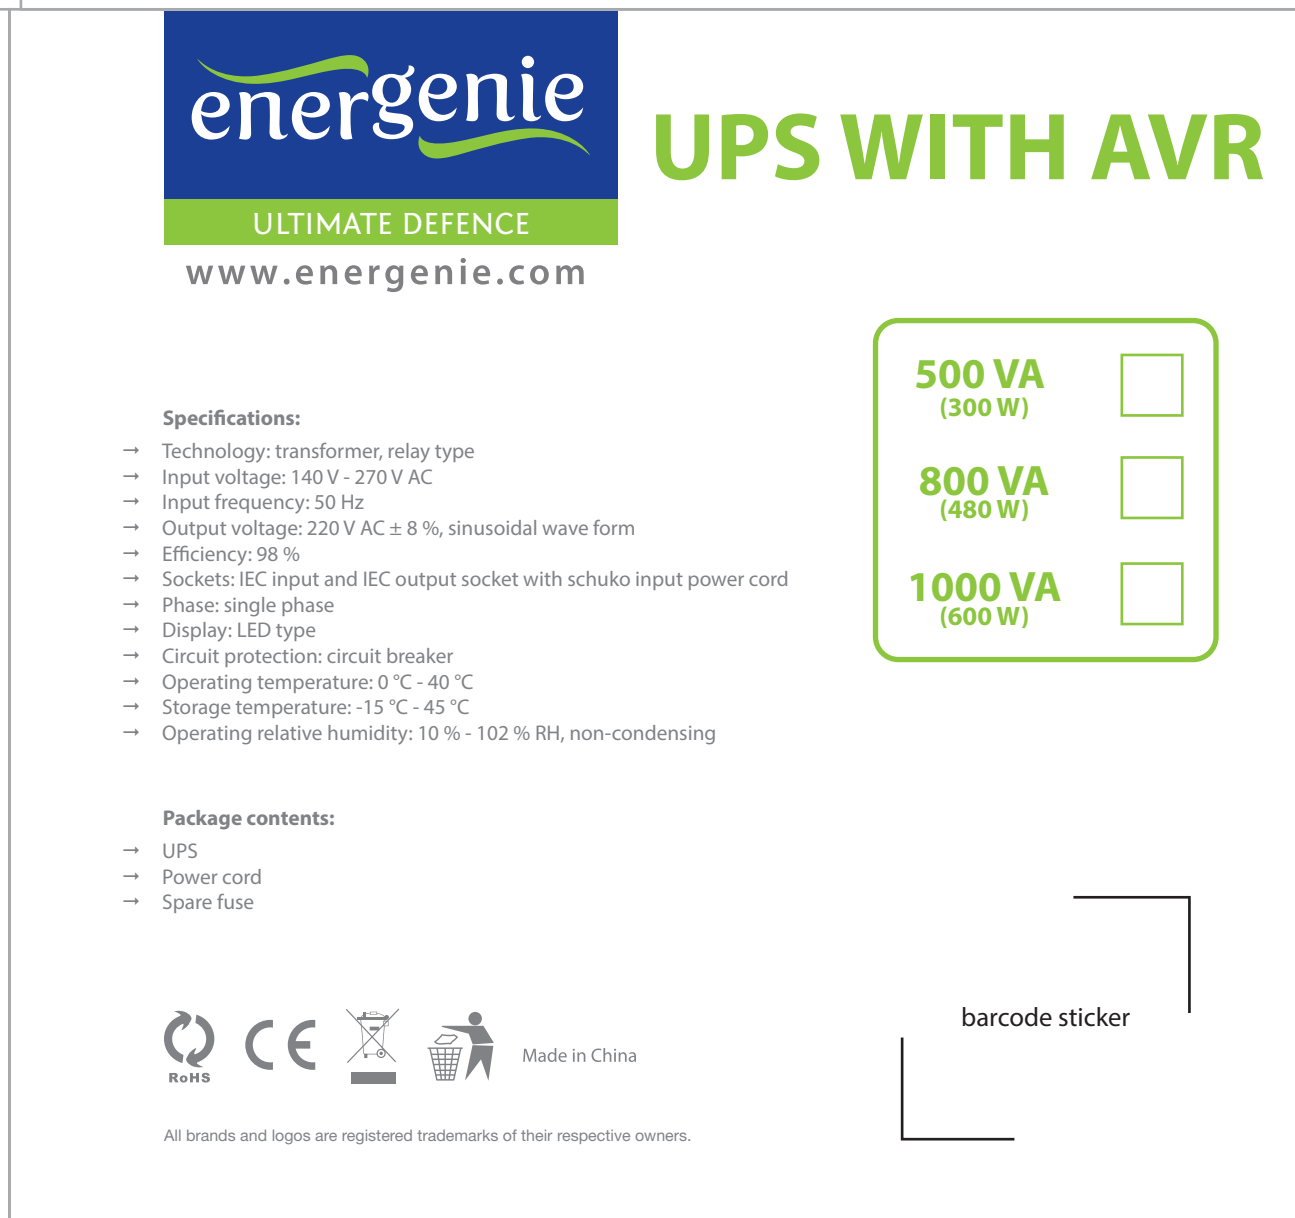 energenie
ULTIMATE DEFENCE
www.energenie.com
UPS WITH AVR
500 VA
(300 W)
800 VA
(480 W)
1000 VA
(600 W)
Specifications:
→ Technology: transformer, relay type
→ Input voltage: 140 V - 270 V AC
→ Input frequency: 50 Hz
→ Output voltage: 220 V AC ± 8 %, sinusoidal wave form
→ Efficiency: 98 %
→ Sockets: IEC input and IEC output socket with schuko input power cord
→ Phase: single phase
→ Display: LED type
→ Circuit protection: circuit breaker
→ Operating temperature: 0 °C - 40 °C
→ Storage temperature: -15 °C - 45 °C
→ Operating relative humidity: 10 % - 102 % RH, non-condensing
Package contents:
→ UPS
→ Power cord
→ Spare fuse
RoHS
CE
Made in China
barcode sticker
All brands and logos are registered trademarks of their respective owners.